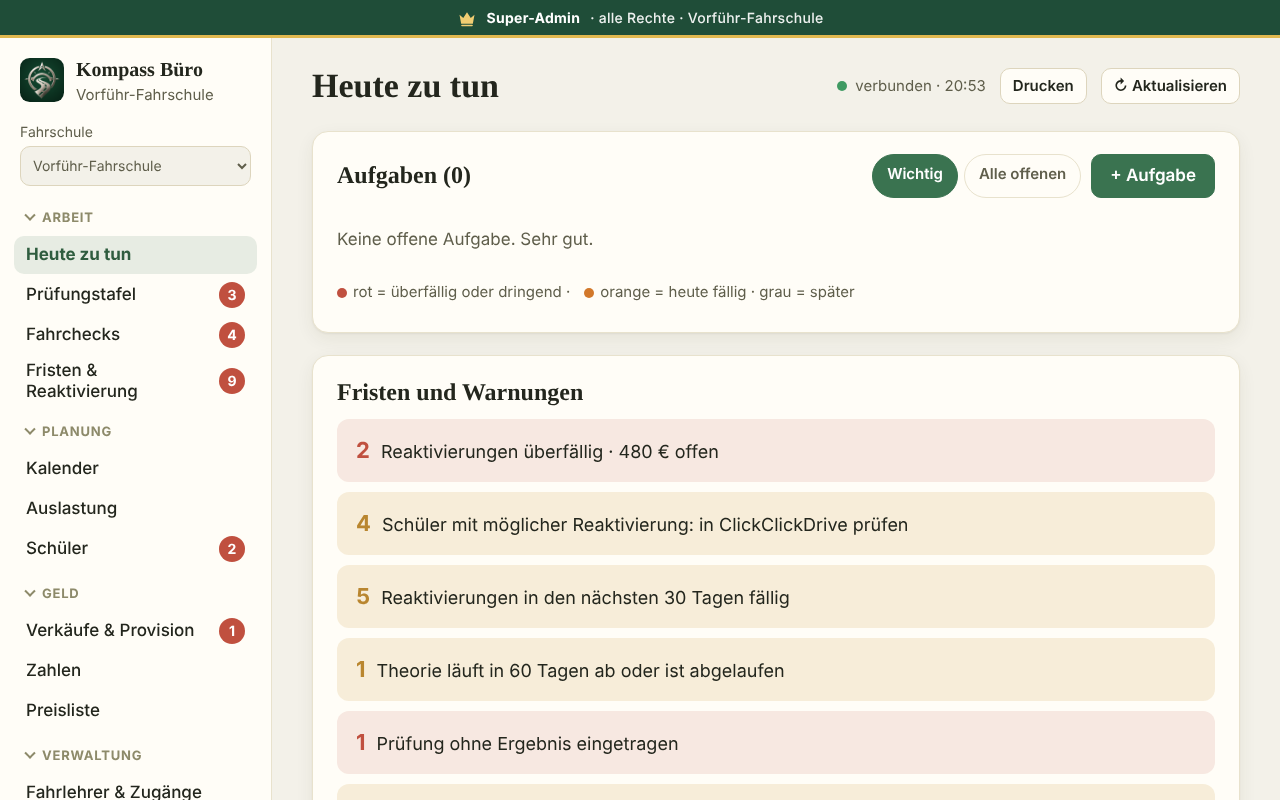 Super-Admin · alle Rechte · Vorführ-Fahrschule
Kompass Büro
Vorführ-Fahrschule
Fahrschule
Vorführ-Fahrschule
ARBEIT
Heute zu tun
Prüfungstafel 3
Fahrchecks 4
Fristen &
Reaktivierung 9
PLANUNG
Kalender
Auslastung
Schüler 2
GELD
Verkäufe & Provision 1
Zahlen
Preisliste
VERWALTUNG
Fahrlehrer & Zugänge
Heute zu tun
verbunden · 20:53 Drucken ↻ Aktualisieren
Aufgaben (0)
Wichtig Alle offenen + Aufgabe
Keine offene Aufgabe. Sehr gut.
rot = überfällig oder dringend · orange = heute fällig · grau = später
Fristen und Warnungen
2 Reaktivierungen überfällig · 480 € offen
4 Schüler mit möglicher Reaktivierung: in ClickClickDrive prüfen
5 Reaktivierungen in den nächsten 30 Tagen fällig
1 Theorie läuft in 60 Tagen ab oder ist abgelaufen
1 Prüfung ohne Ergebnis eingetragen